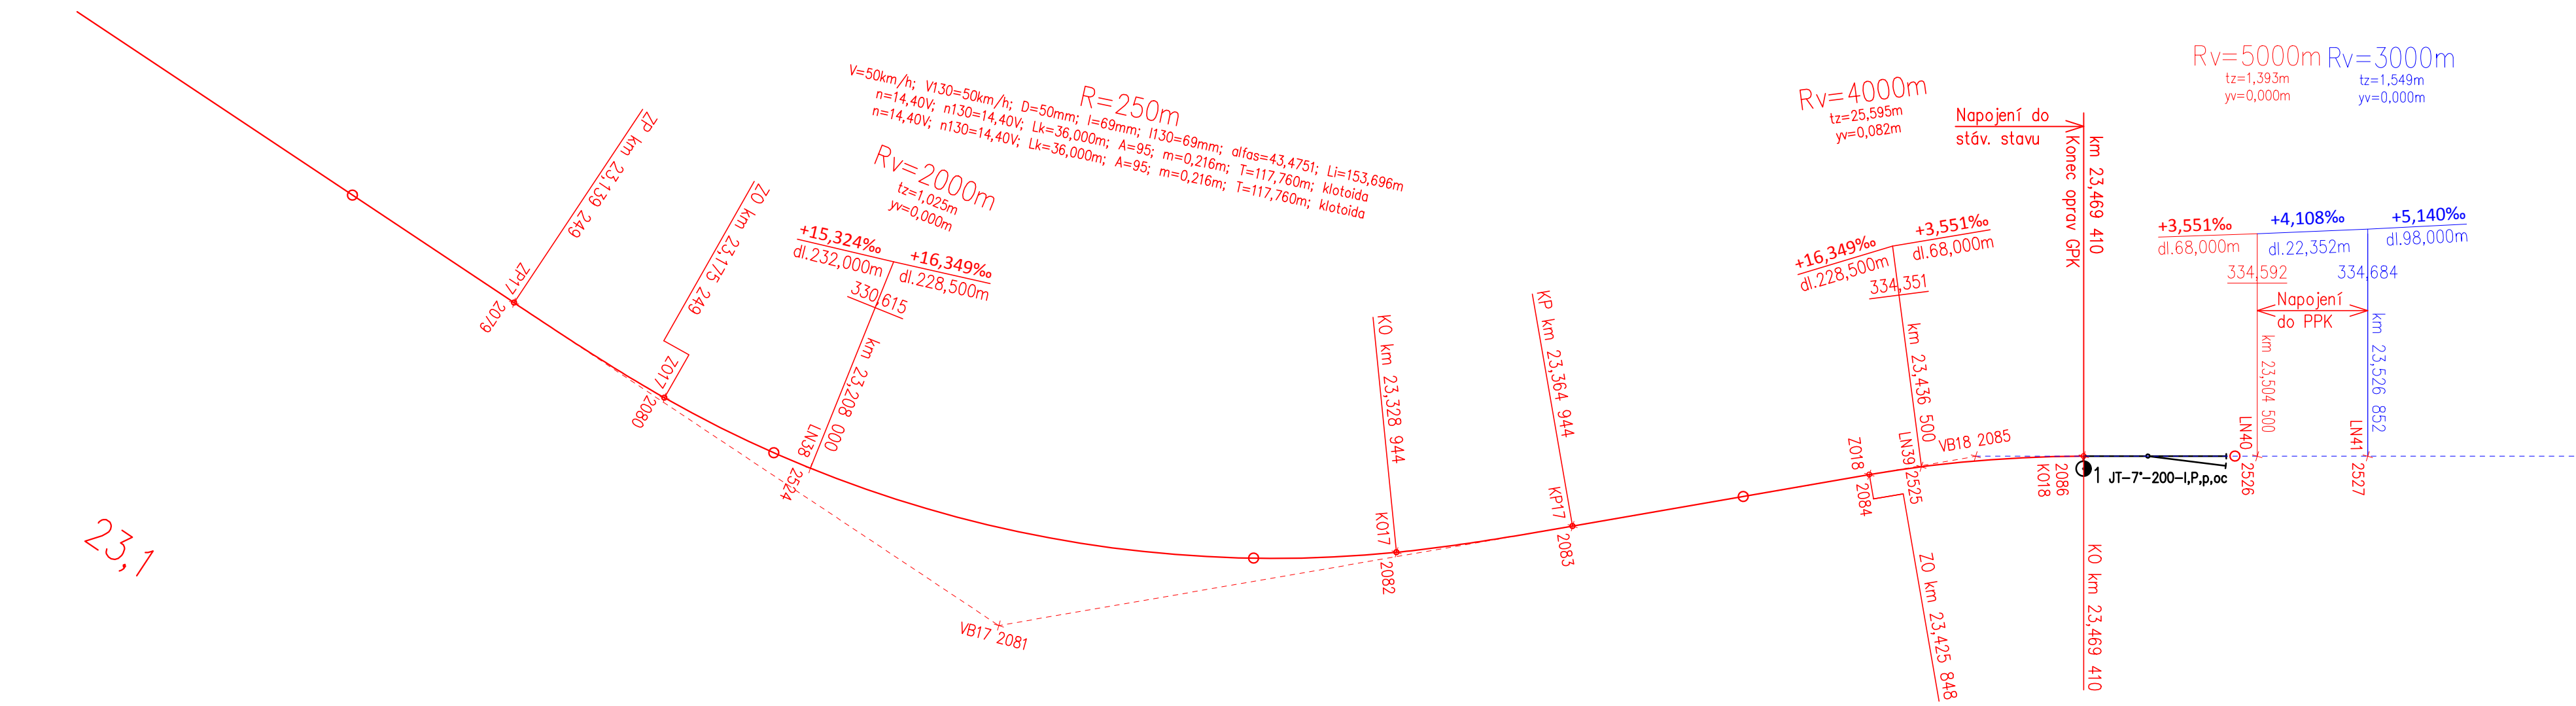 23,1
ZP km 23,139 249
ZP17
2079
ZO km 23,175 249
ZO17
2080
V=50km/h; V130=50km/h; D=50mm; I=69mm; I130=69mm; alfas=43,4751; Li=153,696m
n=14,40V; n130=14,40V; Lk=36,000m; A=95; m=0,216m; T=117,760m; klotoida
n=14,40V; n130=14,40V; Lk=36,000m; A=95; m=0,216m; T=117,760m; klotoida
R=250m
Rv=2000m
tz=1,025m
yv=0,000m
+15,324‰
dl.232,000m
+16,349‰
dl.228,500m
330,615
km 23,208 000
LN38
2524
VB17 2081
KO km 23,328 944
KO17
2082
KP km 23,364 944
KP17
2083
Rv=4000m
tz=25,595m
yv=0,082m
+16,349‰
dl.228,500m
+3,551‰
dl.68,000m
334,351
km 23,436 500
LN39
2525
ZO18
2084
ZO km 23,425 848
VB18 2085
Napojení do
stáv. stavu
Konec oprav GPK
km 23,469 410
KO18
2086
KO km 23,469 410
1
JT-7°-200-I,P,p,oc
Rv=5000m
tz=1,393m
yv=0,000m
Rv=3000m
tz=1,549m
yv=0,000m
+3,551‰
dl.68,000m
+4,108‰
dl.22,352m
+5,140‰
dl.98,000m
334,592
334,684
Napojení
do PPK
km 23,504 500
LN40
2526
km 23,526 852
LN41
2527